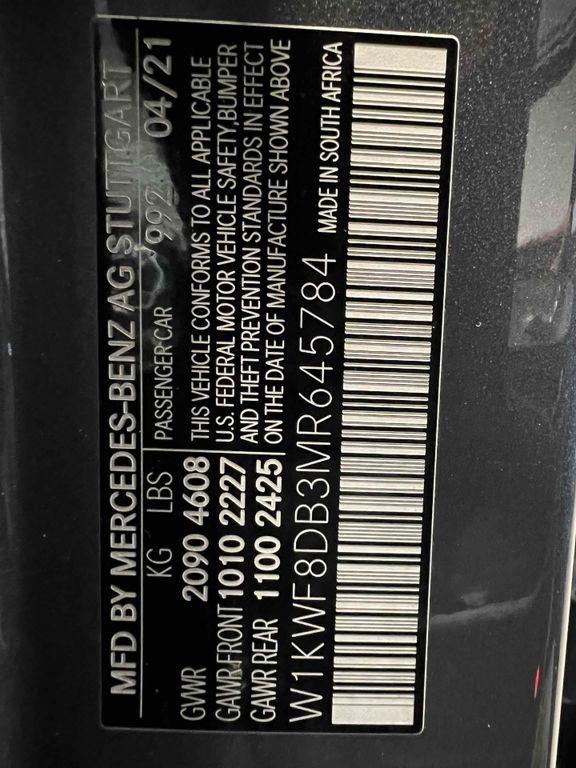 MFD BY MERCEDES-BENZ AG STUTTGART
KG LBS PASSENGER CAR 04/21
GVWR 2090 4608
GAWR FRONT 1010 2227
GAWR REAR 1100 2425
THIS VEHICLE CONFORMS TO ALL APPLICABLE
U.S. FEDERAL MOTOR VEHICLE SAFETY, BUMPER
AND THEFT PREVENTION STANDARDS IN EFFECT
ON THE DATE OF MANUFACTURE SHOWN ABOVE
W1KWF8DB3MR645784 MADE IN SOUTH AFRICA